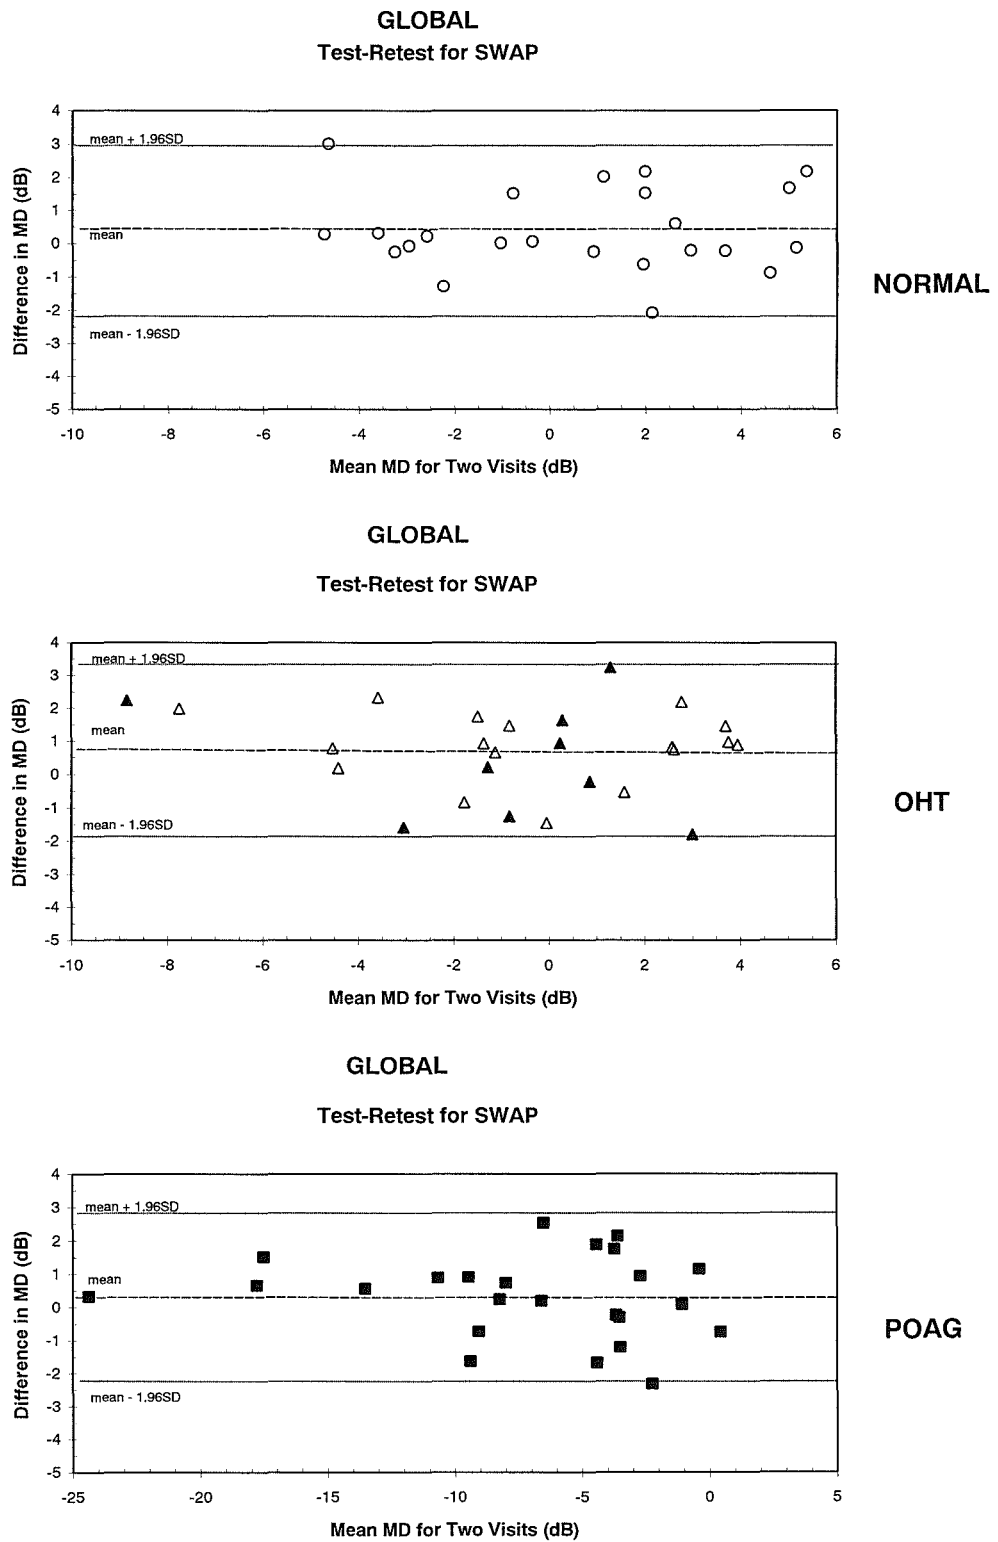 GLOBAL
Test-Retest for SWAP
4
3
2
1
0
-1
-2
-3
-4
-5
Difference in MD (dB)
mean + 1.96SD
mean
mean - 1.96SD
-10 -8 -6 -4 -2 0 2 4 6
Mean MD for Two Visits (dB)
NORMAL
GLOBAL
Test-Retest for SWAP
4
3
2
1
0
-1
-2
-3
-4
-5
Difference in MD (dB)
mean + 1.96SD
mean
mean - 1.96SD
-10 -8 -6 -4 -2 0 2 4 6
Mean MD for Two Visits (dB)
OHT
GLOBAL
Test-Retest for SWAP
4
3
2
1
0
-1
-2
-3
-4
-5
Difference in MD (dB)
mean + 1.96SD
mean
mean - 1.96SD
-25 -20 -15 -10 -5 0 5
Mean MD for Two Visits (dB)
POAG